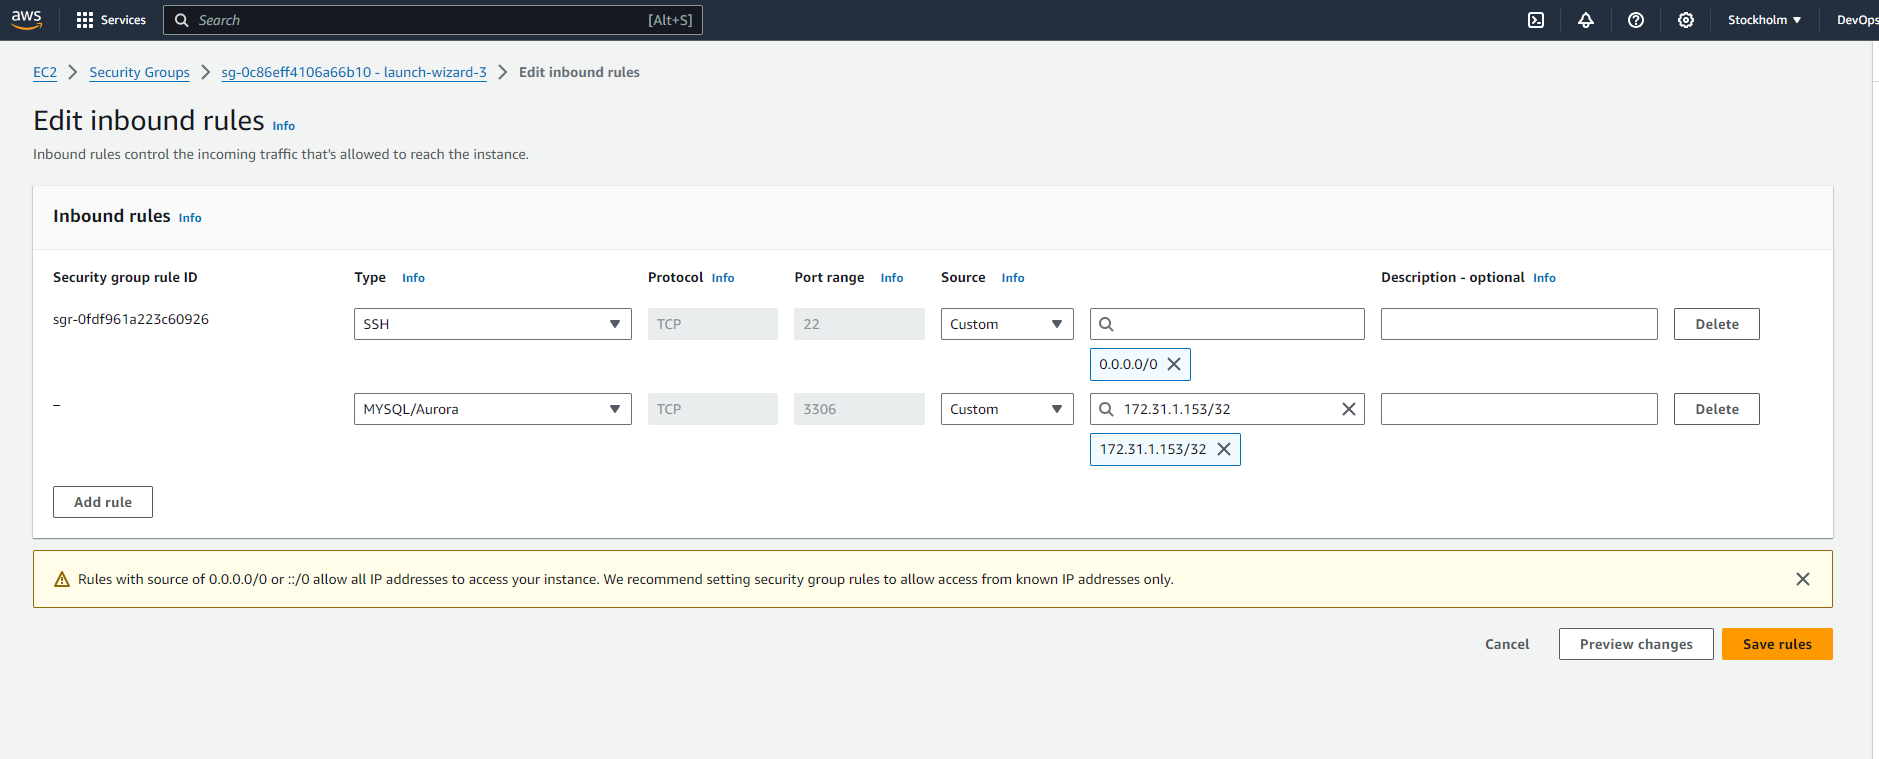 aws Services Search [Alt+S] Stockholm DevOps
EC2 Security Groups sg-0c86eff4106a66b10 - launch-wizard-3 Edit inbound rules
Edit inbound rules Info
Inbound rules control the incoming traffic that's allowed to reach the instance.
Inbound rules Info
Security group rule ID Type Info Protocol Info Port range Info Source Info Description - optional Info
sgr-0fdf961a223c60926 SSH TCP 22 Custom Delete
0.0.0.0/0
– MYSQL/Aurora TCP 3306 Custom 172.31.1.153/32 Delete
172.31.1.153/32
Add rule
Rules with source of 0.0.0.0/0 or ::/0 allow all IP addresses to access your instance. We recommend setting security group rules to allow access from known IP addresses only.
Cancel Preview changes Save rules